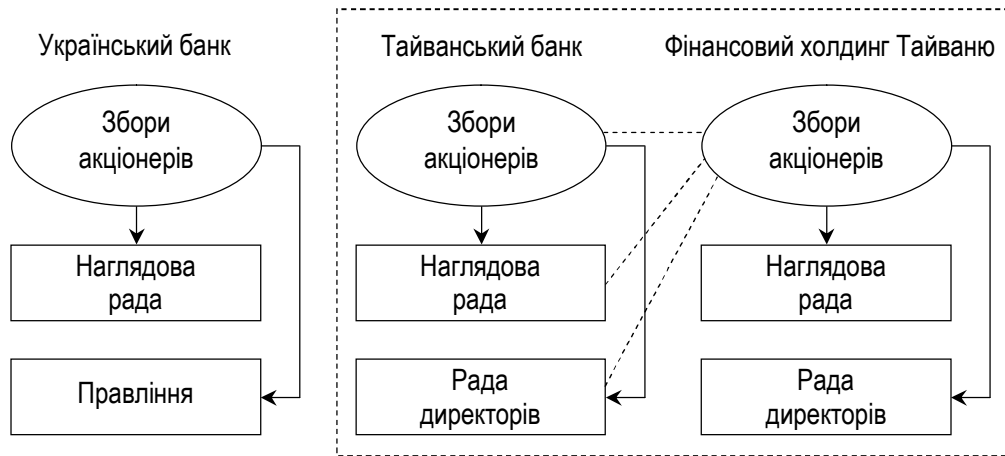 Український банк
Збори
акціонерів
Наглядова
рада
Правління
Тайванський банк
Збори
акціонерів
Наглядова
рада
Рада
директорів
Фінансовий холдинг Тайваню
Збори
акціонерів
Наглядова
рада
Рада
директорів